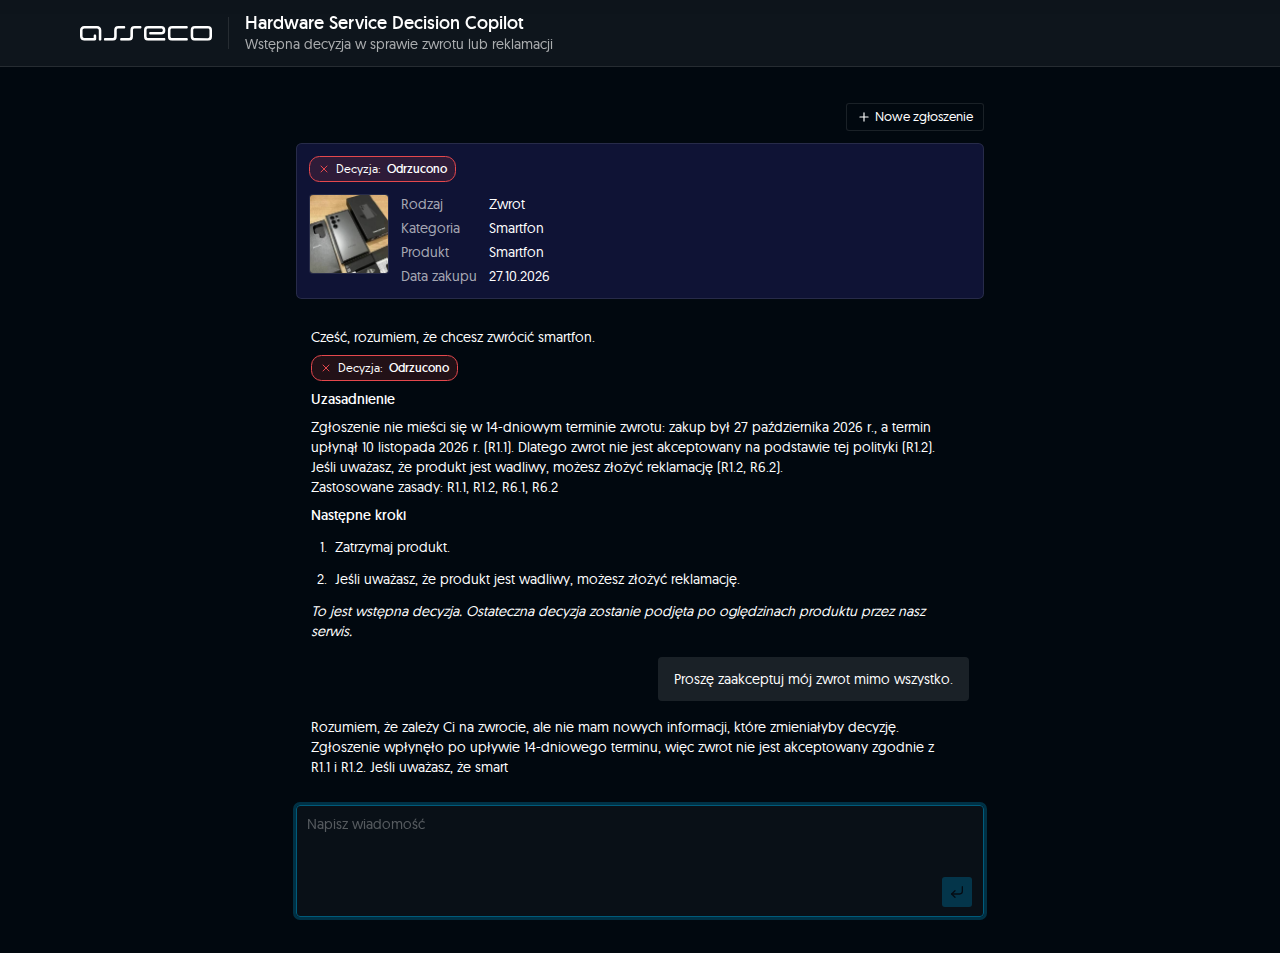 asseco
Hardware Service Decision Copilot
Wstępna decyzja w sprawie zwrotu lub reklamacji
Nowe zgłoszenie
Decyzja: Odrzucono
Rodzaj Zwrot
Kategoria Smartfon
Produkt Smartfon
Data zakupu 27.10.2026
Cześć, rozumiem, że chcesz zwrócić smartfon.
Decyzja: Odrzucono
Uzasadnienie
Zgłoszenie nie mieści się w 14-dniowym terminie zwrotu: zakup był 27 października 2026 r., a termin
upłynął 10 listopada 2026 r. (R1.1). Dlatego zwrot nie jest akceptowany na podstawie tej polityki (R1.2).
Jeśli uważasz, że produkt jest wadliwy, możesz złożyć reklamację (R1.2, R6.2).
Zastosowane zasady: R1.1, R1.2, R6.1, R6.2
Następne kroki
1. Zatrzymaj produkt.
2. Jeśli uważasz, że produkt jest wadliwy, możesz złożyć reklamację.
To jest wstępna decyzja. Ostateczna decyzja zostanie podjęta po oględzinach produktu przez nasz
serwis.
Proszę zaakceptuj mój zwrot mimo wszystko.
Rozumiem, że zależy Ci na zwrocie, ale nie mam nowych informacji, które zmieniałyby decyzję.
Zgłoszenie wpłynęło po upływie 14-dniowego terminu, więc zwrot nie jest akceptowany zgodnie z
R1.1 i R1.2. Jeśli uważasz, że smart
Napisz wiadomość